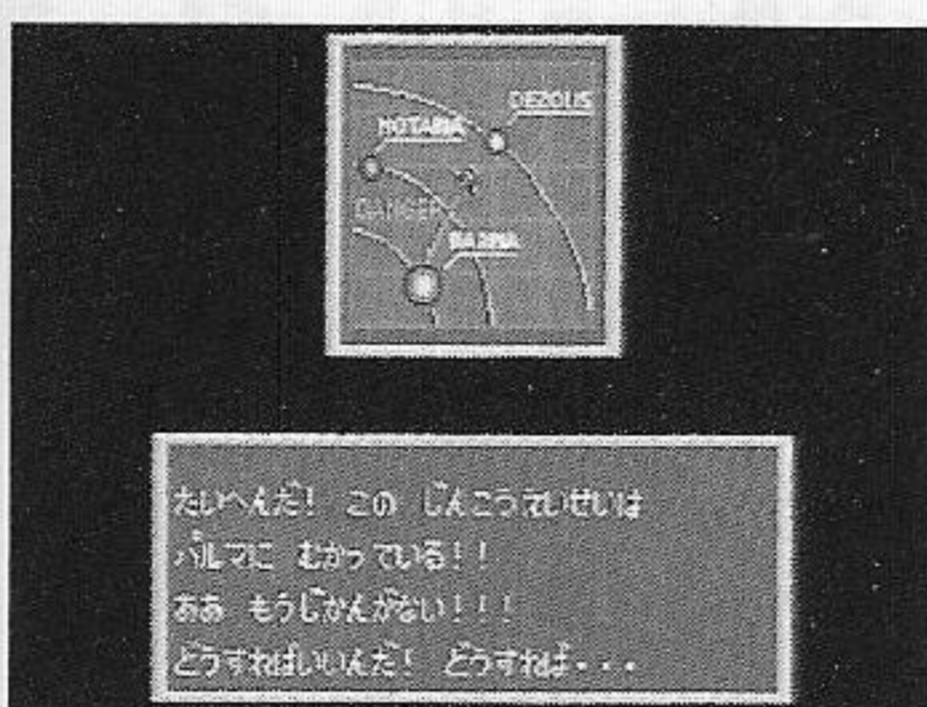 DEZOLIS
MOTABIA
DANGER
たいへんだ！ この じんこうえいせいは
パルマに むかっている！！
ああ もうじかんがない！！！
どうすればいいんだ！ どうすれば・・・